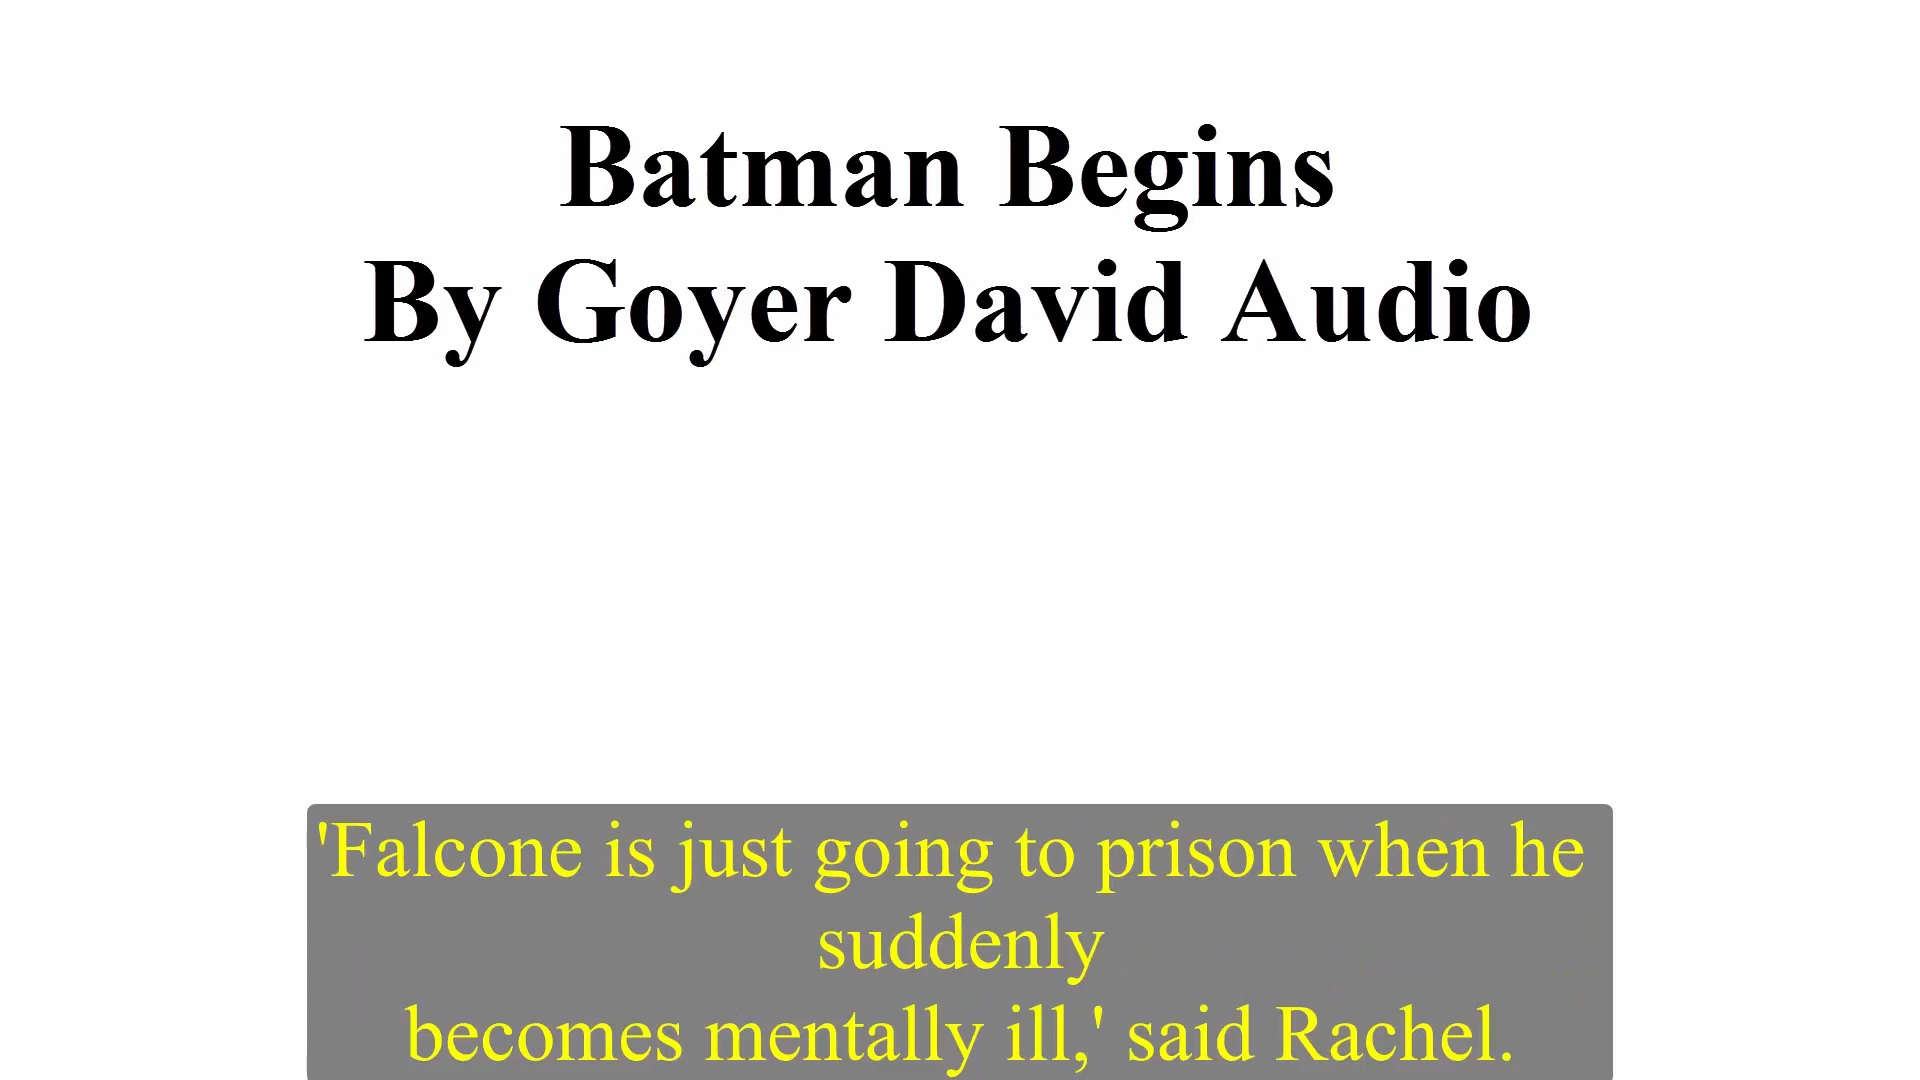 Batman Begins
By Goyer David Audio
'Falcone is just going to prison when he
suddenly
becomes mentally ill,' said Rachel.